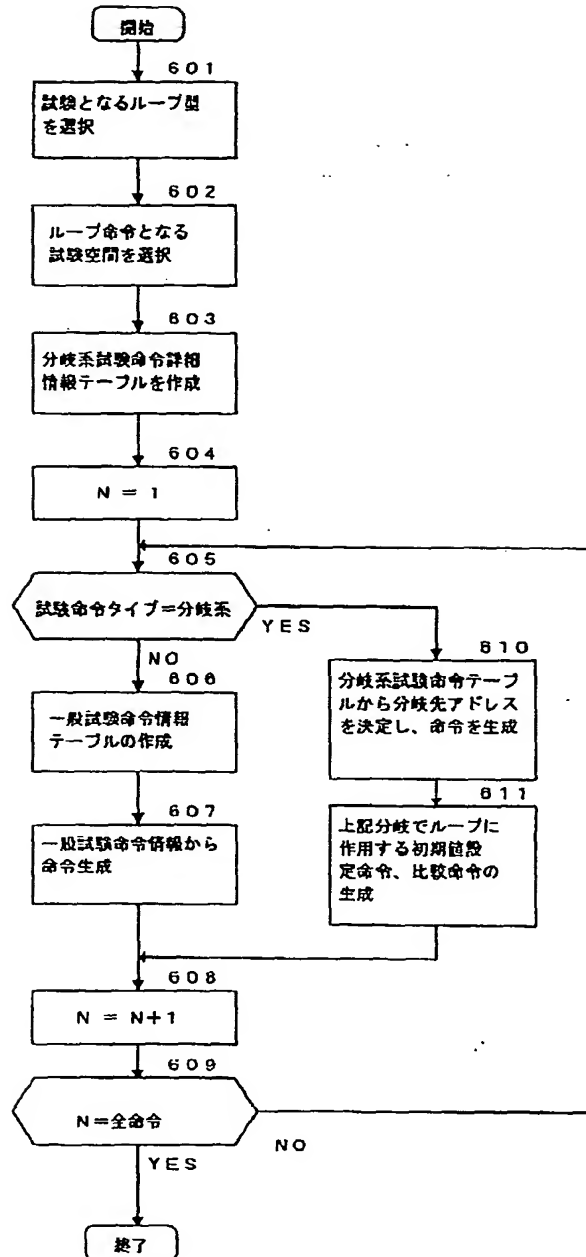 開始
601
試験となるループ型
を選択
602
ループ命令となる
試験空間を選択
603
分岐系試験命令詳細
情報テーブルを作成
604
N = 1
605
試験命令タイプ=分岐系
YES
NO
606
一般試験命令情報
テーブルの作成
607
一般試験命令情報から
命令生成
610
分岐系試験命令テーブ
ルから分岐先アドレス
を決定し、命令を生成
611
上記分岐でループに
作用する初期値設
定命令、比較命令の
生成
608
N = N+1
609
N=全命令
NO
YES
終了